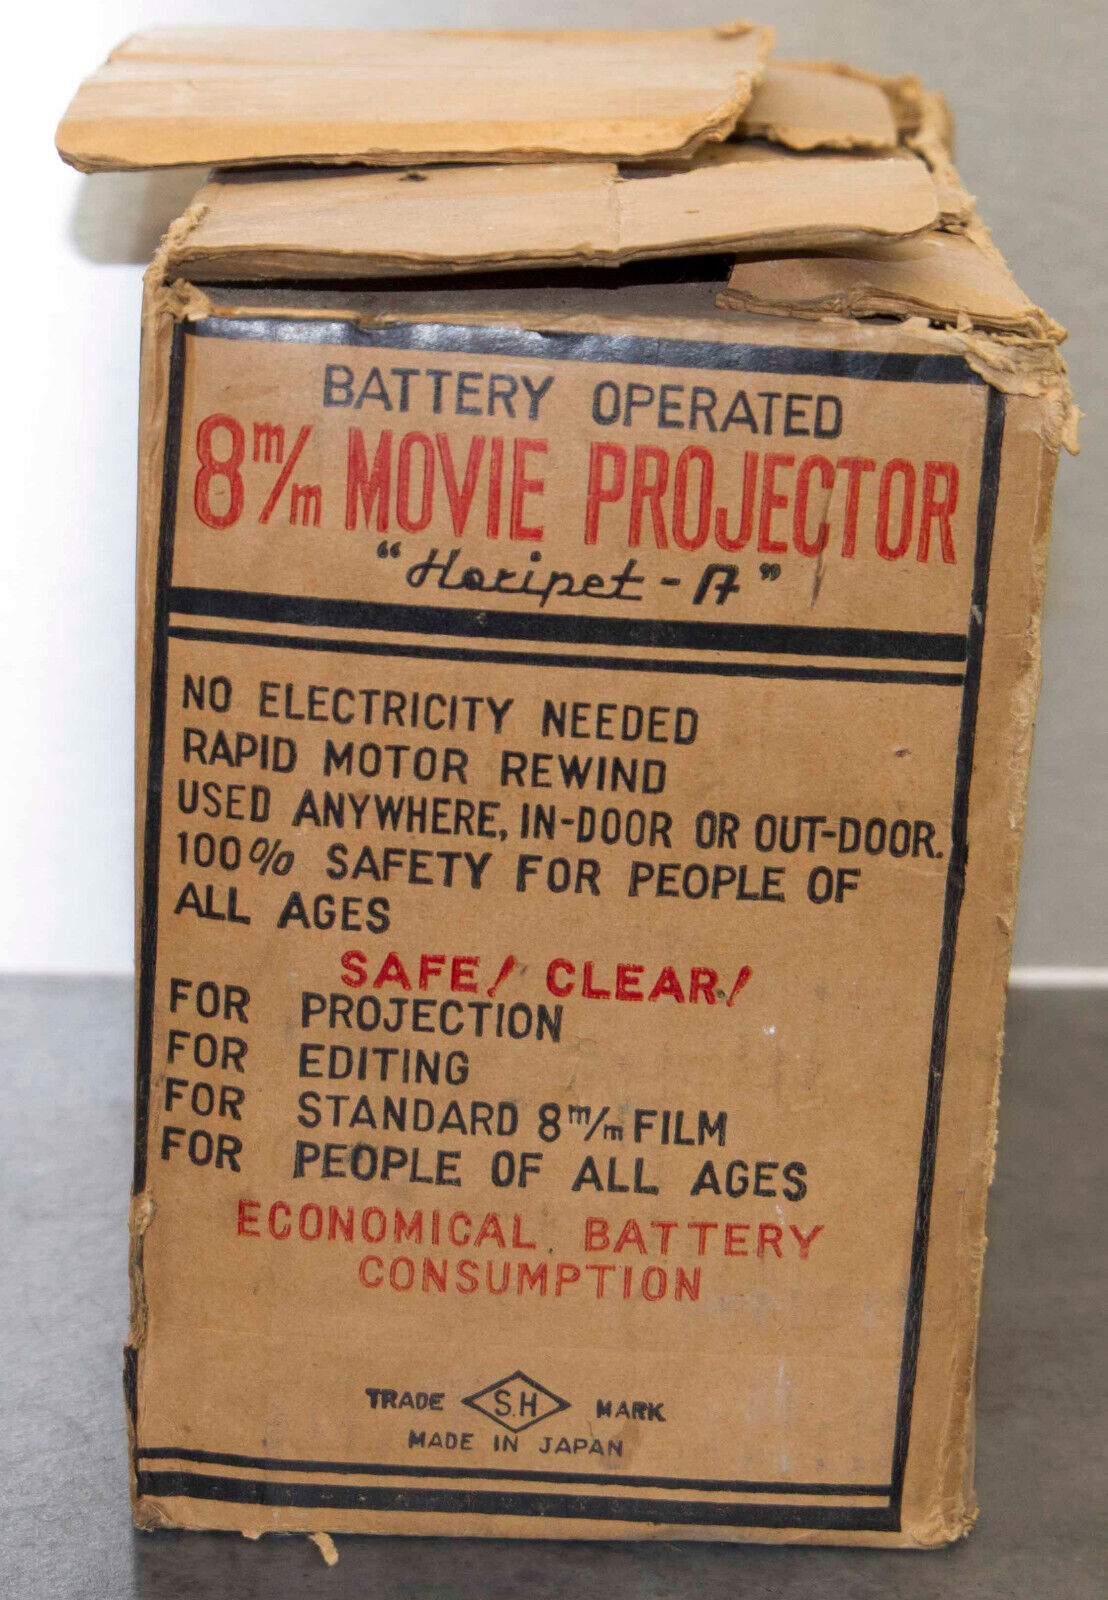 BATTERY OPERATED
8m/m MOVIE PROJECTOR
"Horipet-A"
NO ELECTRICITY NEEDED
RAPID MOTOR REWIND
USED ANYWHERE, IN-DOOR OR OUT-DOOR.
100% SAFETY FOR PEOPLE OF
ALL AGES
SAFE! CLEAR!
FOR PROJECTION
FOR EDITING
FOR STANDARD 8m/m FILM
FOR PEOPLE OF ALL AGES
ECONOMICAL BATTERY
CONSUMPTION
TRADE S.H MARK
MADE IN JAPAN